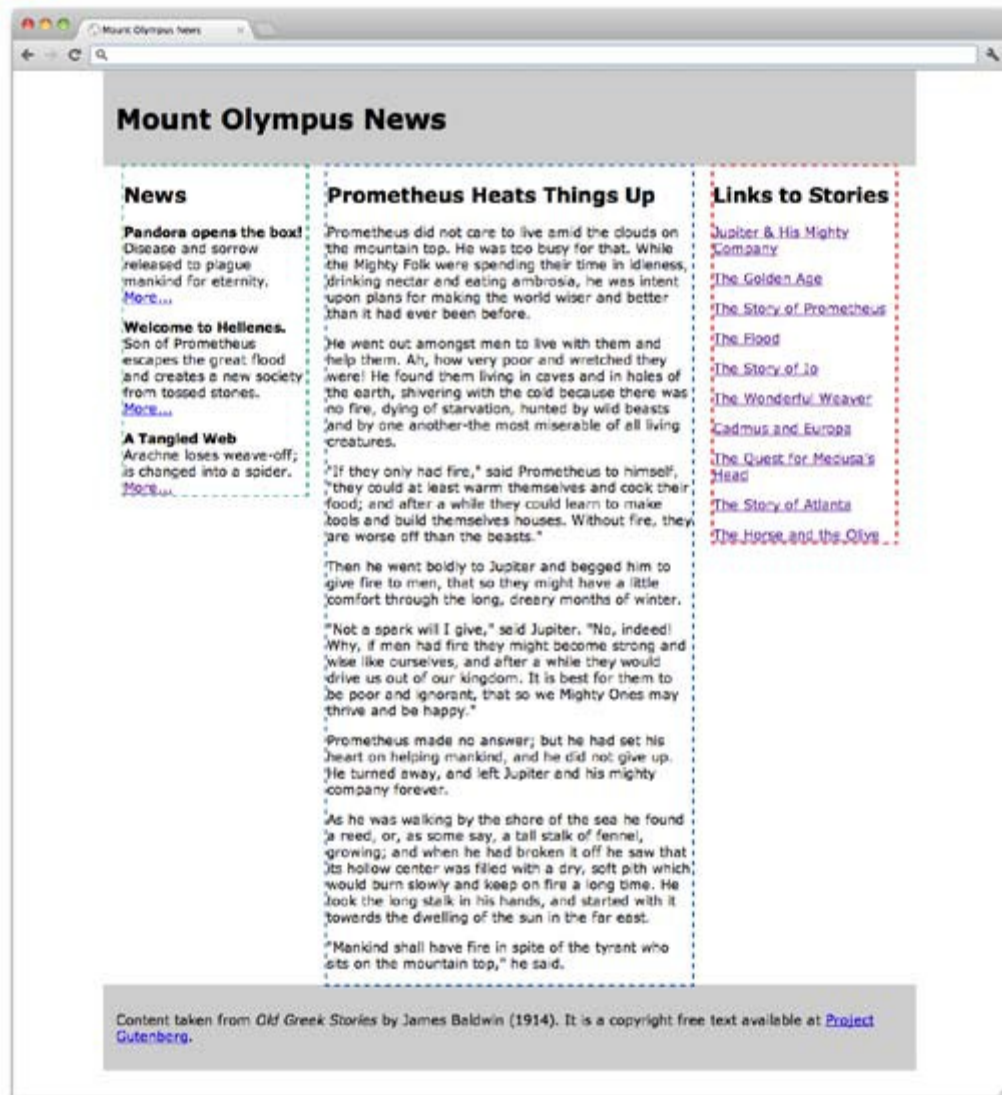 Mount Olympus News
Mount Olympus News
News
Pandora opens the box!
Disease and sorrow
released to plague
mankind for eternity.
More...
Welcome to Hellenes.
Son of Prometheus
escapes the great flood
and creates a new society
from tossed stones.
More...
A Tangled Web
Arachne loses weave-off;
is changed into a spider.
More...
Prometheus Heats Things Up
Prometheus did not care to live amid the clouds on
the mountain top. He was too busy for that. While
the Mighty Folk were spending their time in idleness,
drinking nectar and eating ambrosia, he was intent
upon plans for making the world wiser and better
than it had ever been before.
He went out amongst men to live with them and
help them. Ah, how very poor and wretched they
were! He found them living in caves and in holes of
the earth, shivering with the cold because there was
no fire, dying of starvation, hunted by wild beasts
and by one another-the most miserable of all living
creatures.
"If they only had fire," said Prometheus to himself,
"they could at least warm themselves and cook their
food; and after a while they could learn to make
tools and build themselves houses. Without fire, they
are worse off than the beasts."
Then he went boldly to Jupiter and begged him to
give fire to men, that so they might have a little
comfort through the long, dreary months of winter.
"Not a spark will I give," said Jupiter. "No, indeed!
Why, if men had fire they might become strong and
wise like ourselves, and after a while they would
drive us out of our kingdom. It is best for them to
be poor and ignorant, that so we Mighty Ones may
thrive and be happy."
Prometheus made no answer; but he had set his
heart on helping mankind, and he did not give up.
He turned away, and left Jupiter and his mighty
company forever.
As he was walking by the shore of the sea he found
a reed, or, as some say, a tall stalk of fennel,
growing; and when he had broken it off he saw that
its hollow center was filled with a dry, soft pith which
would burn slowly and keep on fire a long time. He
took the long stalk in his hands, and started with it
towards the dwelling of the sun in the far east.
"Mankind shall have fire in spite of the tyrant who
sits on the mountain top," he said.
Links to Stories
Jupiter & His Mighty
Company
The Golden Age
The Story of Prometheus
The Flood
The Story of Io
The Wonderful Weaver
Cadmus and Europa
The Quest for Medusa's
Head
The Story of Atlanta
The Horse and the Olive
Content taken from Old Greek Stories by James Baldwin (1914). It is a copyright free text available at Project
Gutenberg.